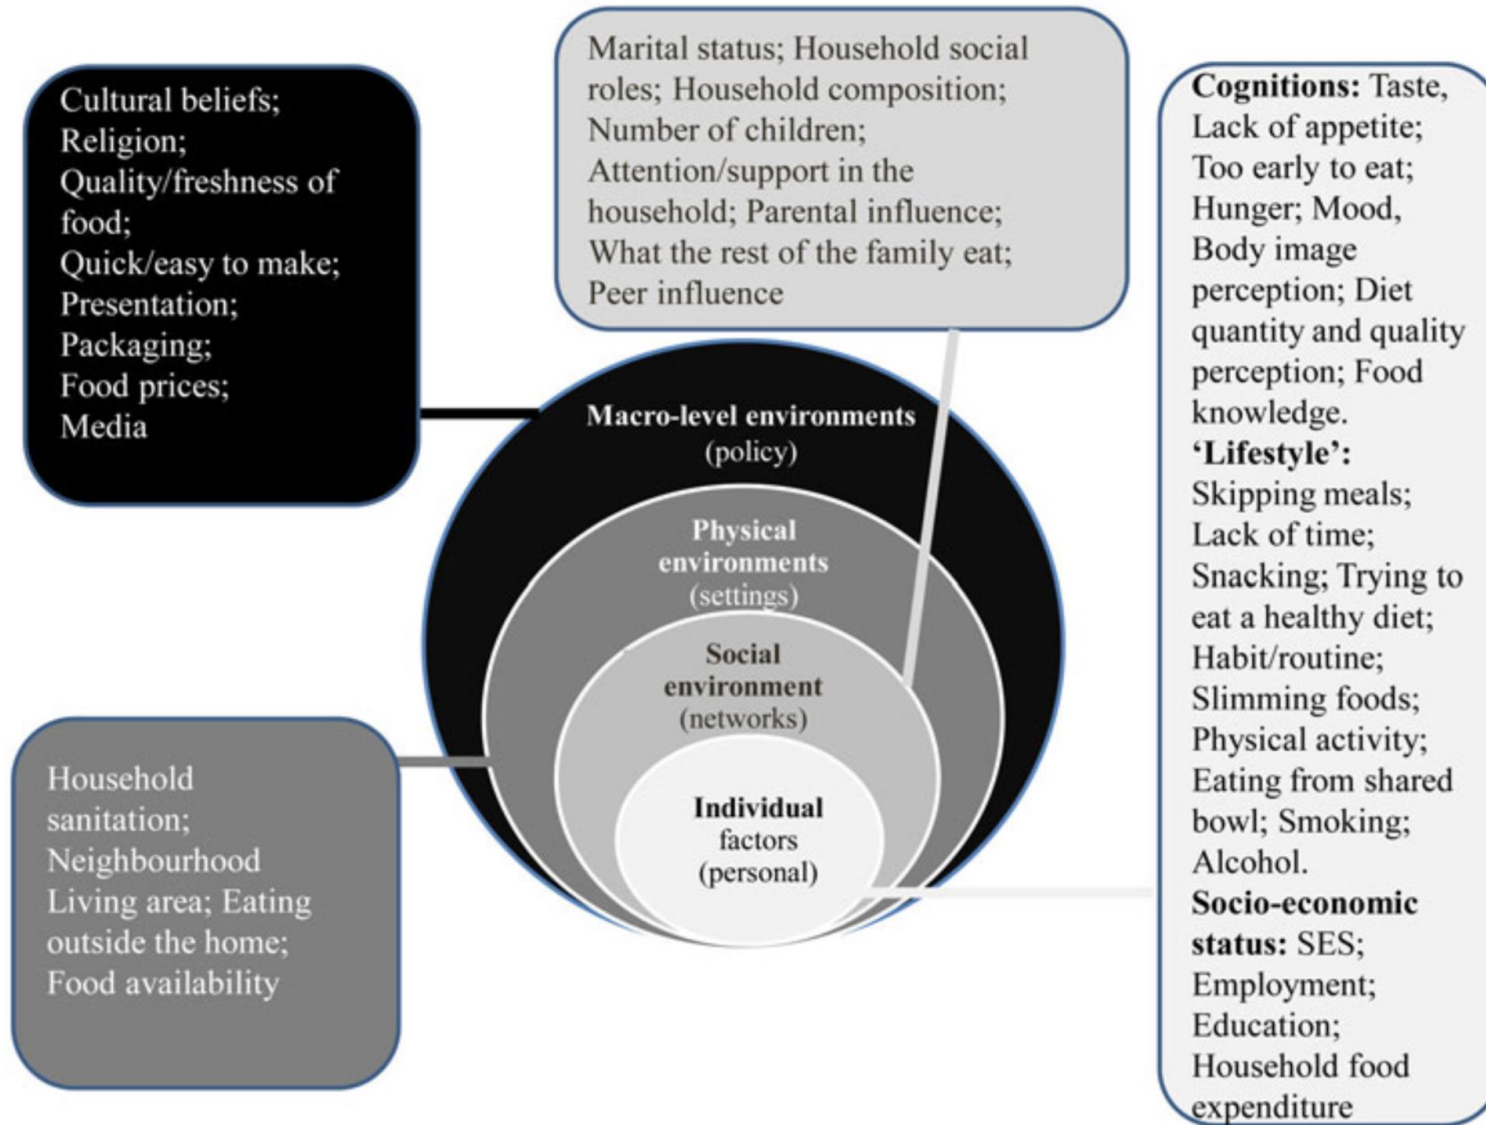 Cultural beliefs;
Religion;
Quality/freshness of
food;
Quick/easy to make;
Presentation;
Packaging;
Food prices;
Media
Marital status; Household social
roles; Household composition;
Number of children;
Attention/support in the
household; Parental influence;
What the rest of the family eat;
Peer influence
Cognitions: Taste,
Lack of appetite;
Too early to eat;
Hunger; Mood,
Body image
perception; Diet
quantity and quality
perception; Food
knowledge.
‘Lifestyle’:
Skipping meals;
Lack of time;
Snacking; Trying to
eat a healthy diet;
Habit/routine;
Slimming foods;
Physical activity;
Eating from shared
bowl; Smoking;
Alcohol.
Socio-economic
status: SES;
Employment;
Education;
Household food
expenditure
Macro-level environments
(policy)
Physical
environments
(settings)
Social
environment
(networks)
Individual
factors
(personal)
Household
sanitation;
Neighbourhood
Living area; Eating
outside the home;
Food availability